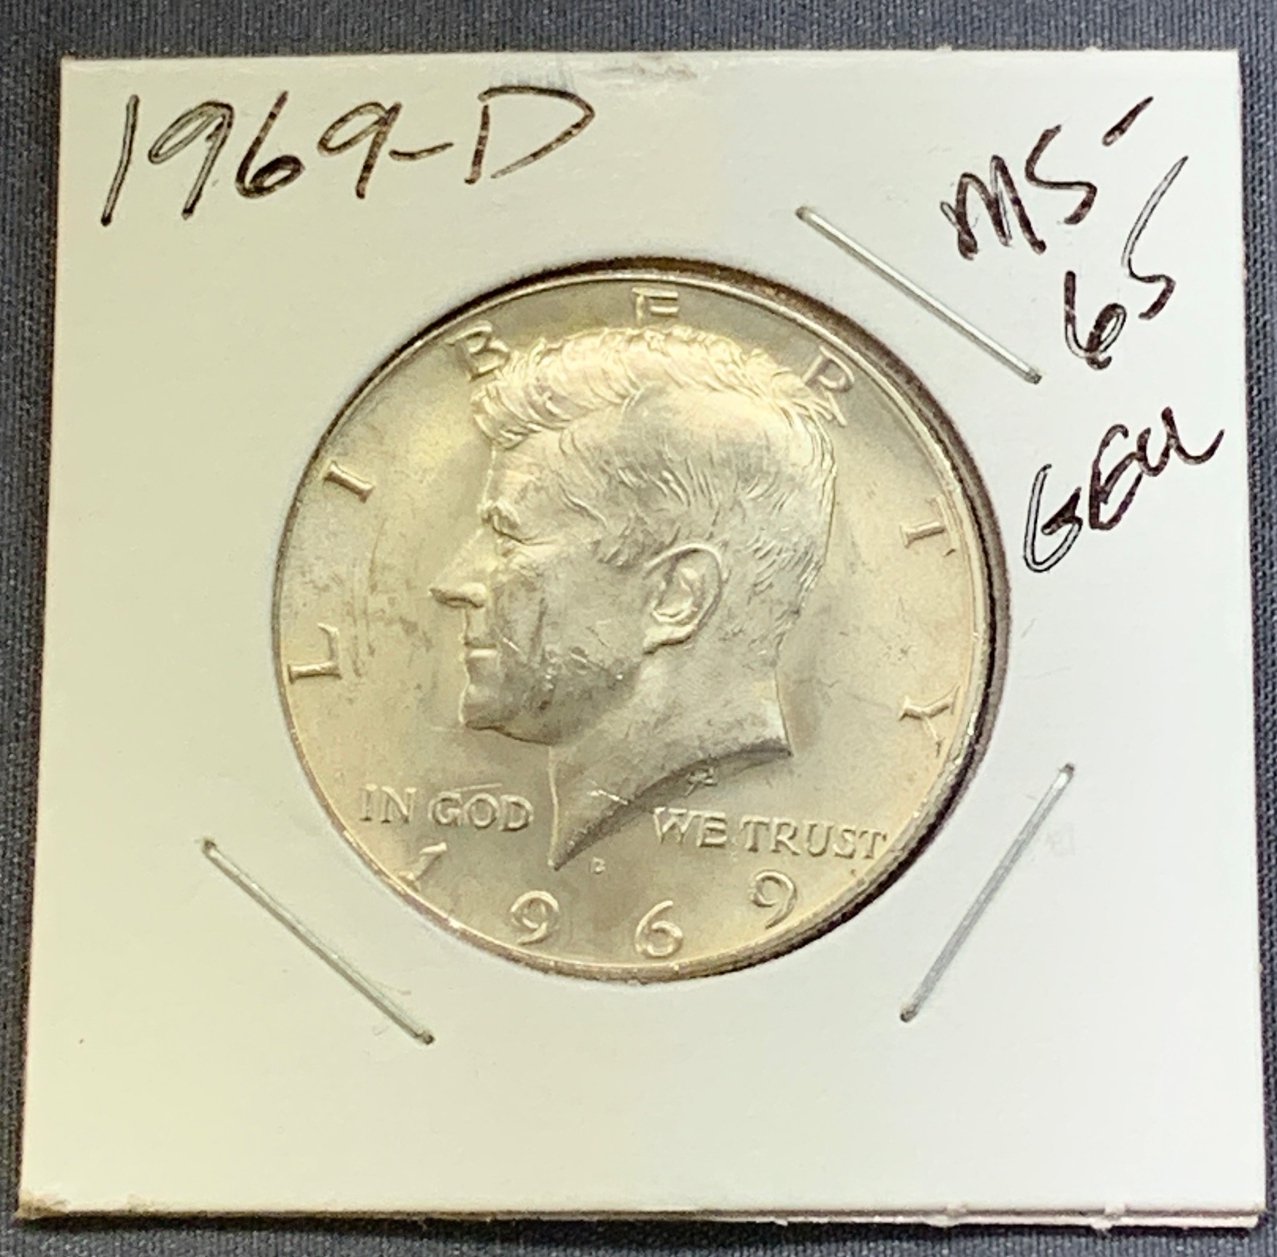 1969-D
MS-
65
GEM
LIBERTY
IN GOD WE TRUST
D
1969